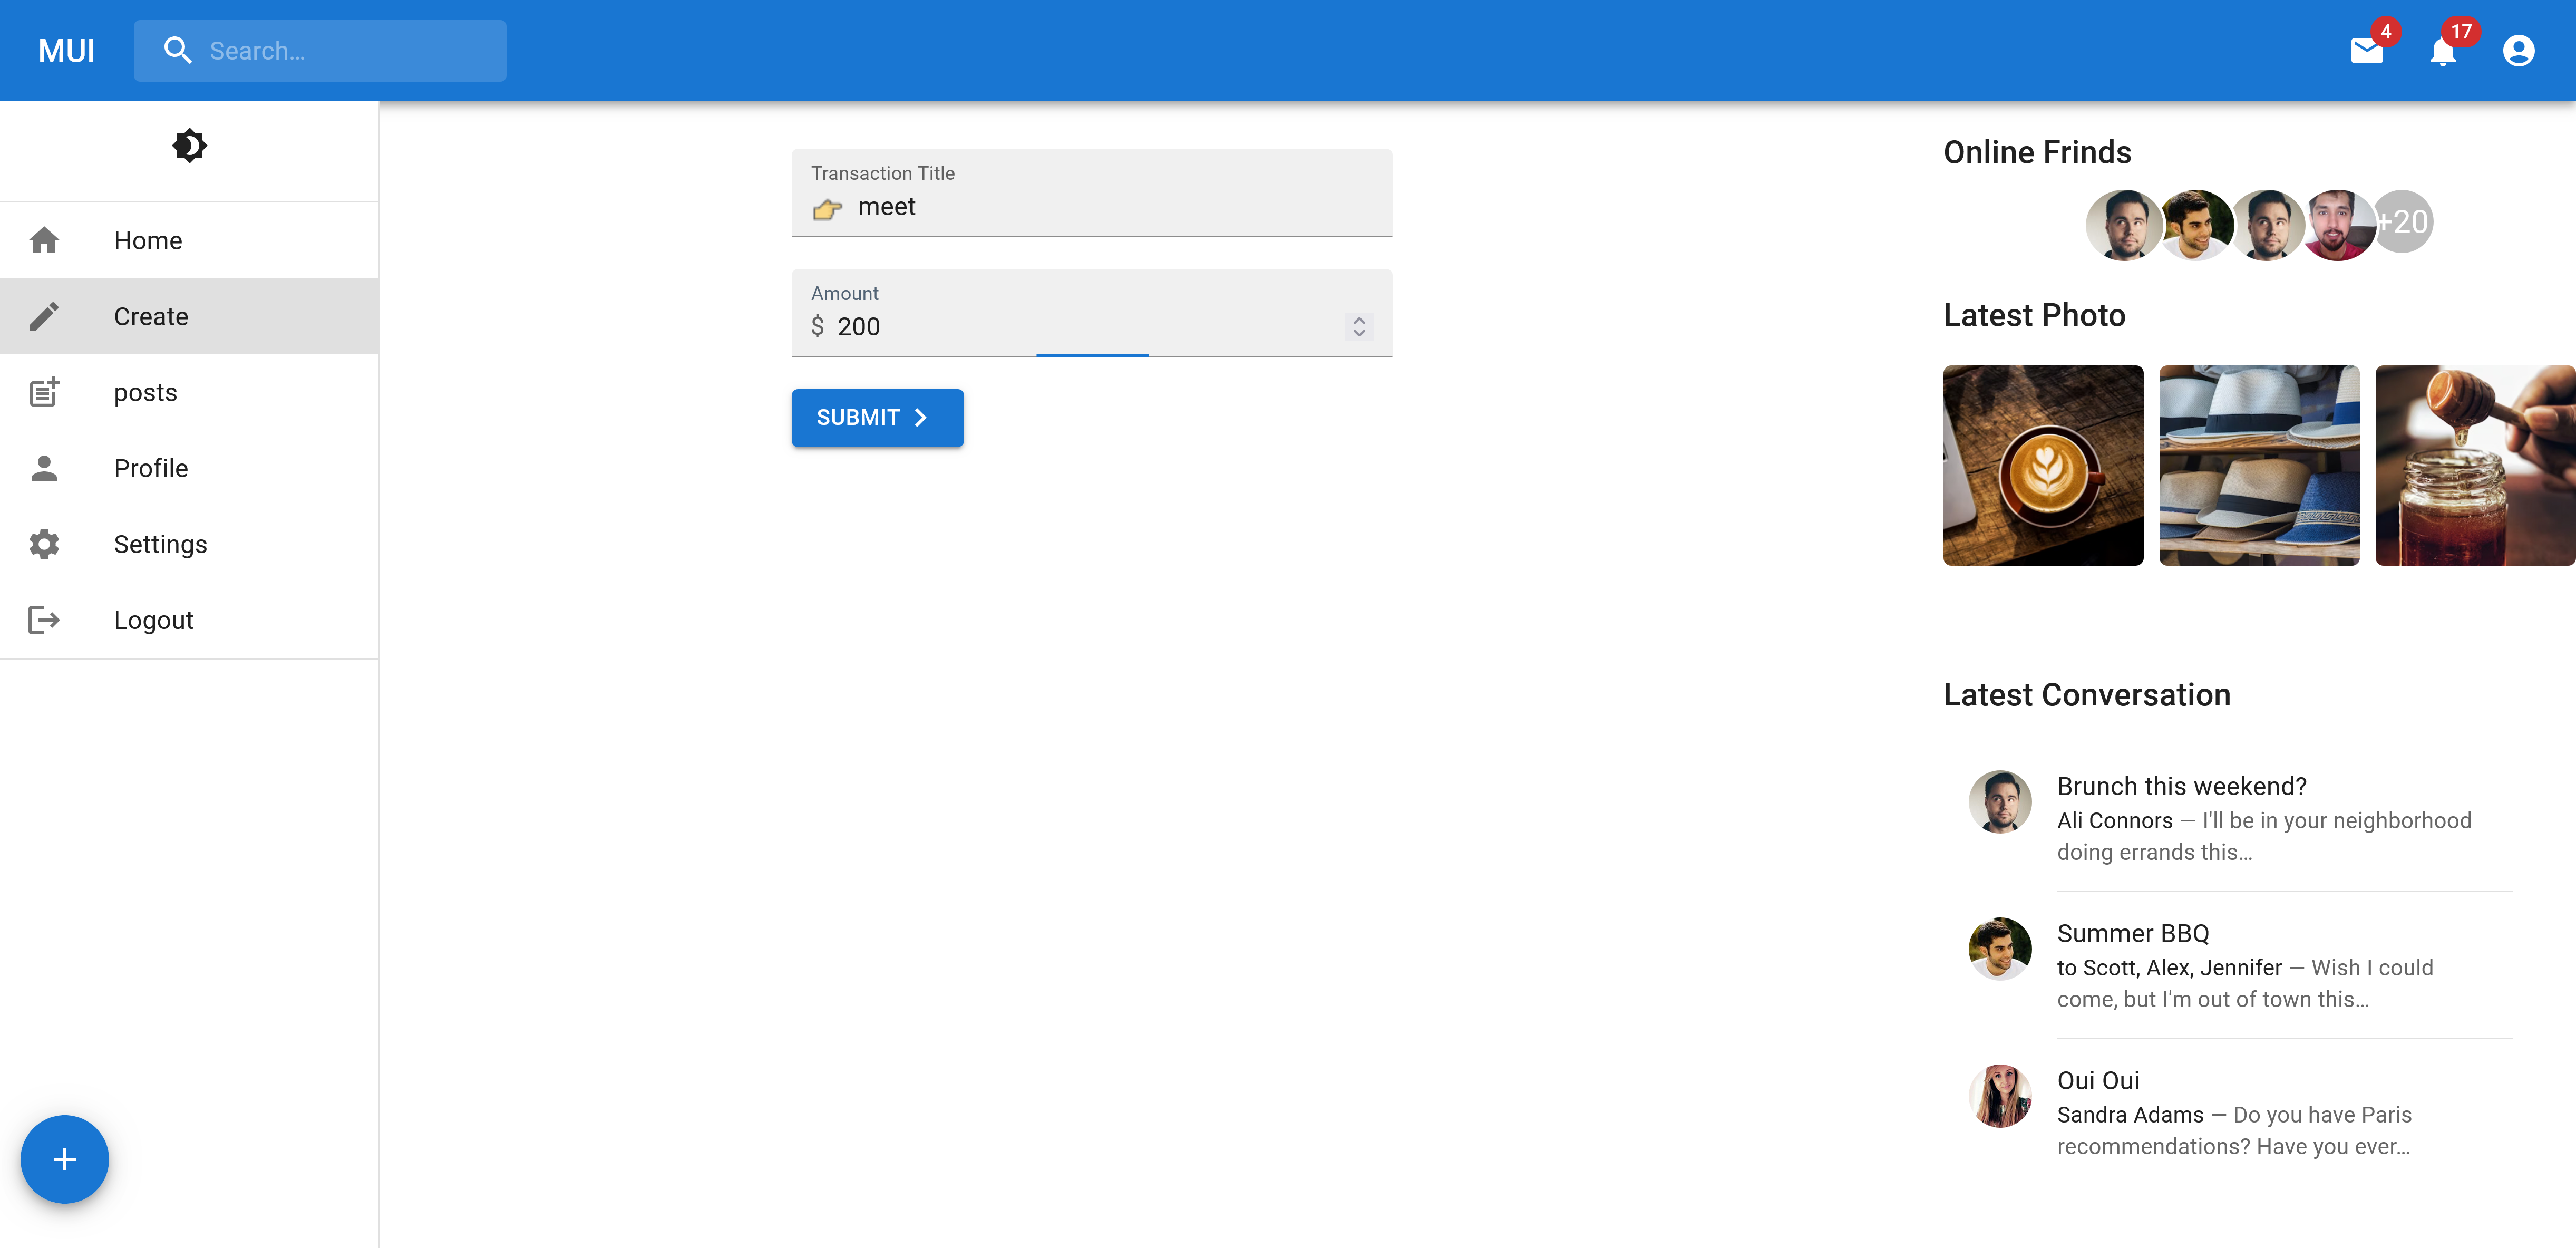 MUI
Search…
4
17
Home
Create
posts
Profile
Settings
Logout
Transaction Title
👉 meet
Amount
$ 200
SUBMIT
Online Frinds
+20
Latest Photo
Latest Conversation
Brunch this weekend?
Ali Connors — I'll be in your neighborhood
doing errands this…
Summer BBQ
to Scott, Alex, Jennifer — Wish I could
come, but I'm out of town this…
Oui Oui
Sandra Adams — Do you have Paris
recommendations? Have you ever…